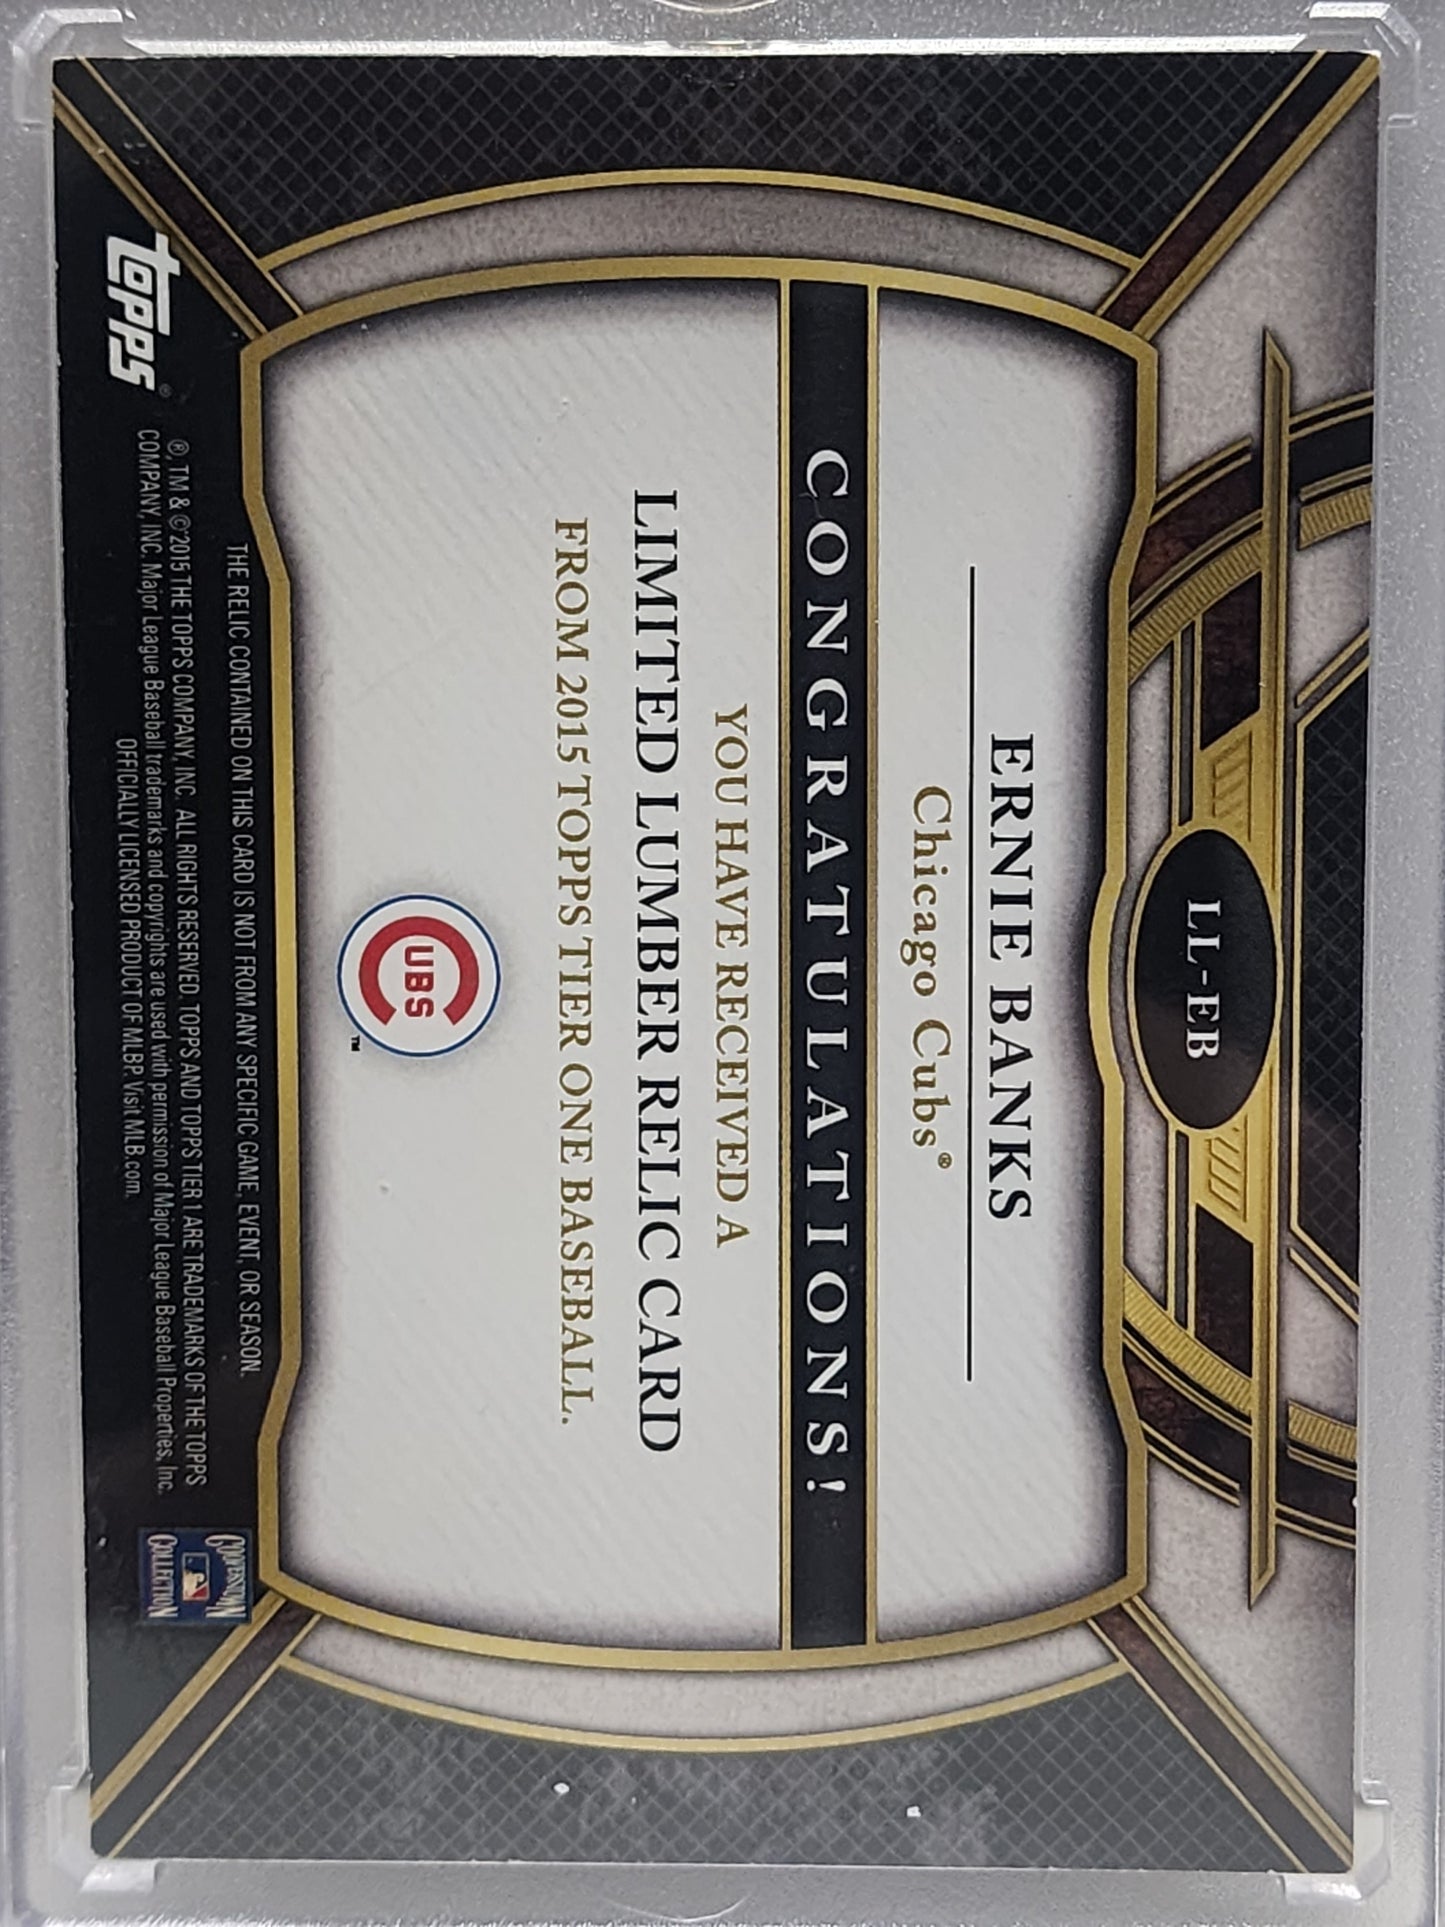 LL-EB
ERNIE BANKS
Chicago Cubs®
CONGRATULATIONS!
YOU HAVE RECEIVED A
LIMITED LUMBER RELIC CARD
FROM 2015 TOPPS TIER ONE BASEBALL.
CUBS
TM
THE RELIC CONTAINED ON THIS CARD IS NOT FROM ANY SPECIFIC GAME, EVENT, OR SEASON.
topps®
®, TM & ©2015 THE TOPPS COMPANY, INC. ALL RIGHTS RESERVED. TOPPS AND TOPPS TIER 1 ARE TRADEMARKS OF THE TOPPS
COMPANY, INC. Major League Baseball trademarks and copyrights are used with permission of Major League Baseball Properties, Inc.
OFFICIALLY LICENSED PRODUCT OF MLBP. Visit MLB.com.
COOPERSTOWN
COLLECTION